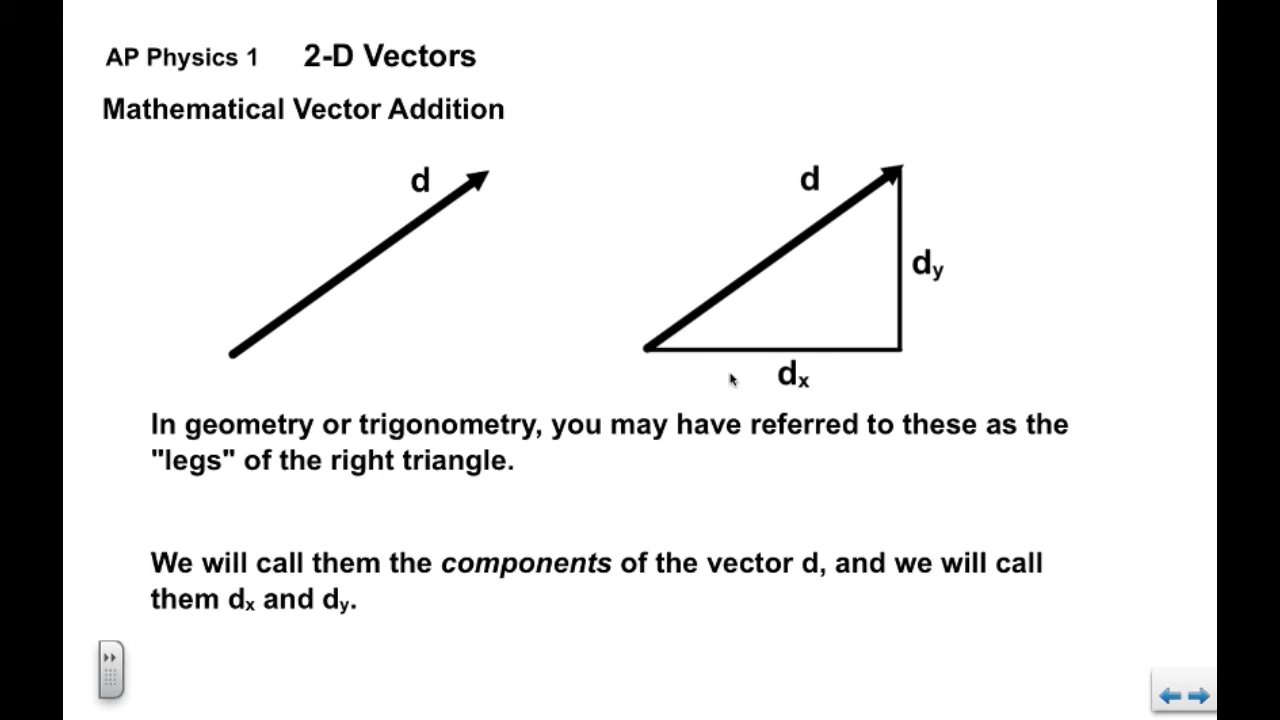 AP Physics 1 2-D Vectors
Mathematical Vector Addition
d
d
dy
dx
In geometry or trigonometry, you may have referred to these as the
"legs" of the right triangle.
We will call them the components of the vector d, and we will call
them dx and dy.